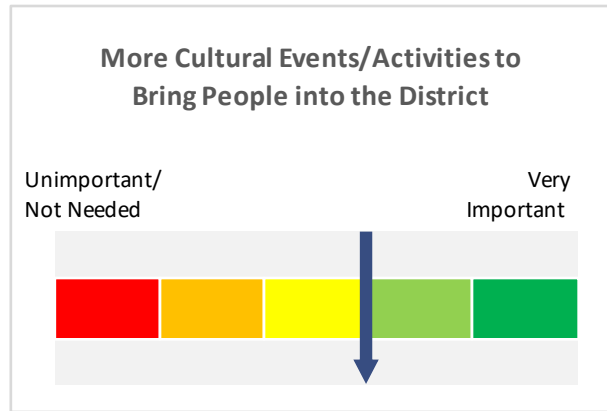 More Cultural Events/Activities to
Bring People into the District
Unimportant/
Not Needed
Very
Important